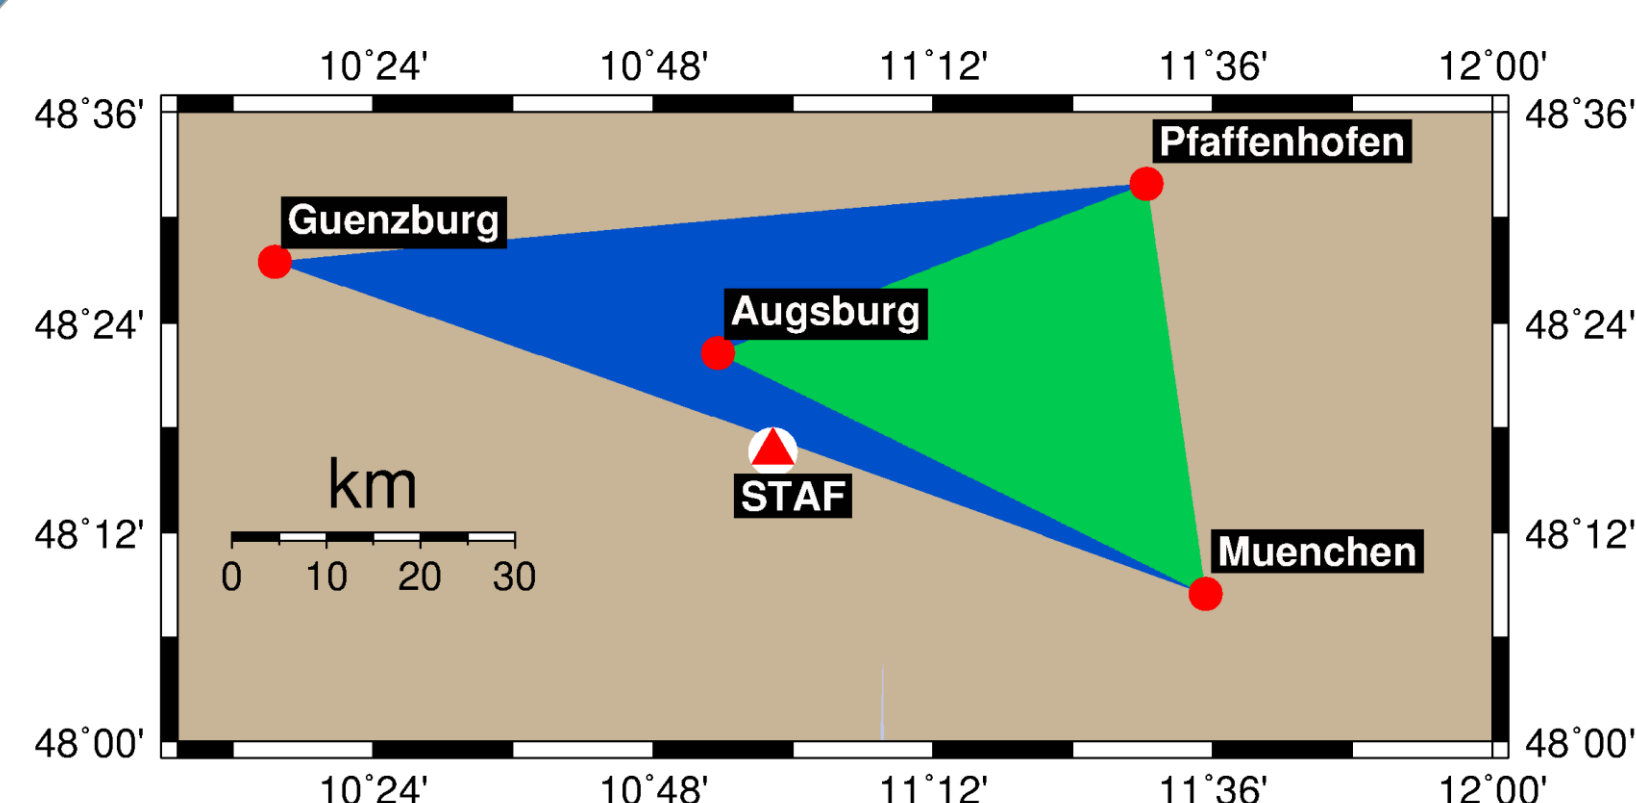 10°24' 10°48' 11°12' 11°36' 12°00'
48°36' 48°36'
Pfaffenhofen
Guenzburg
Augsburg
48°24' 48°24'
km
STAF
48°12' 48°12'
Muenchen
0 10 20 30
48°00' 48°00'
10°24' 10°48' 11°12' 11°36' 12°00'